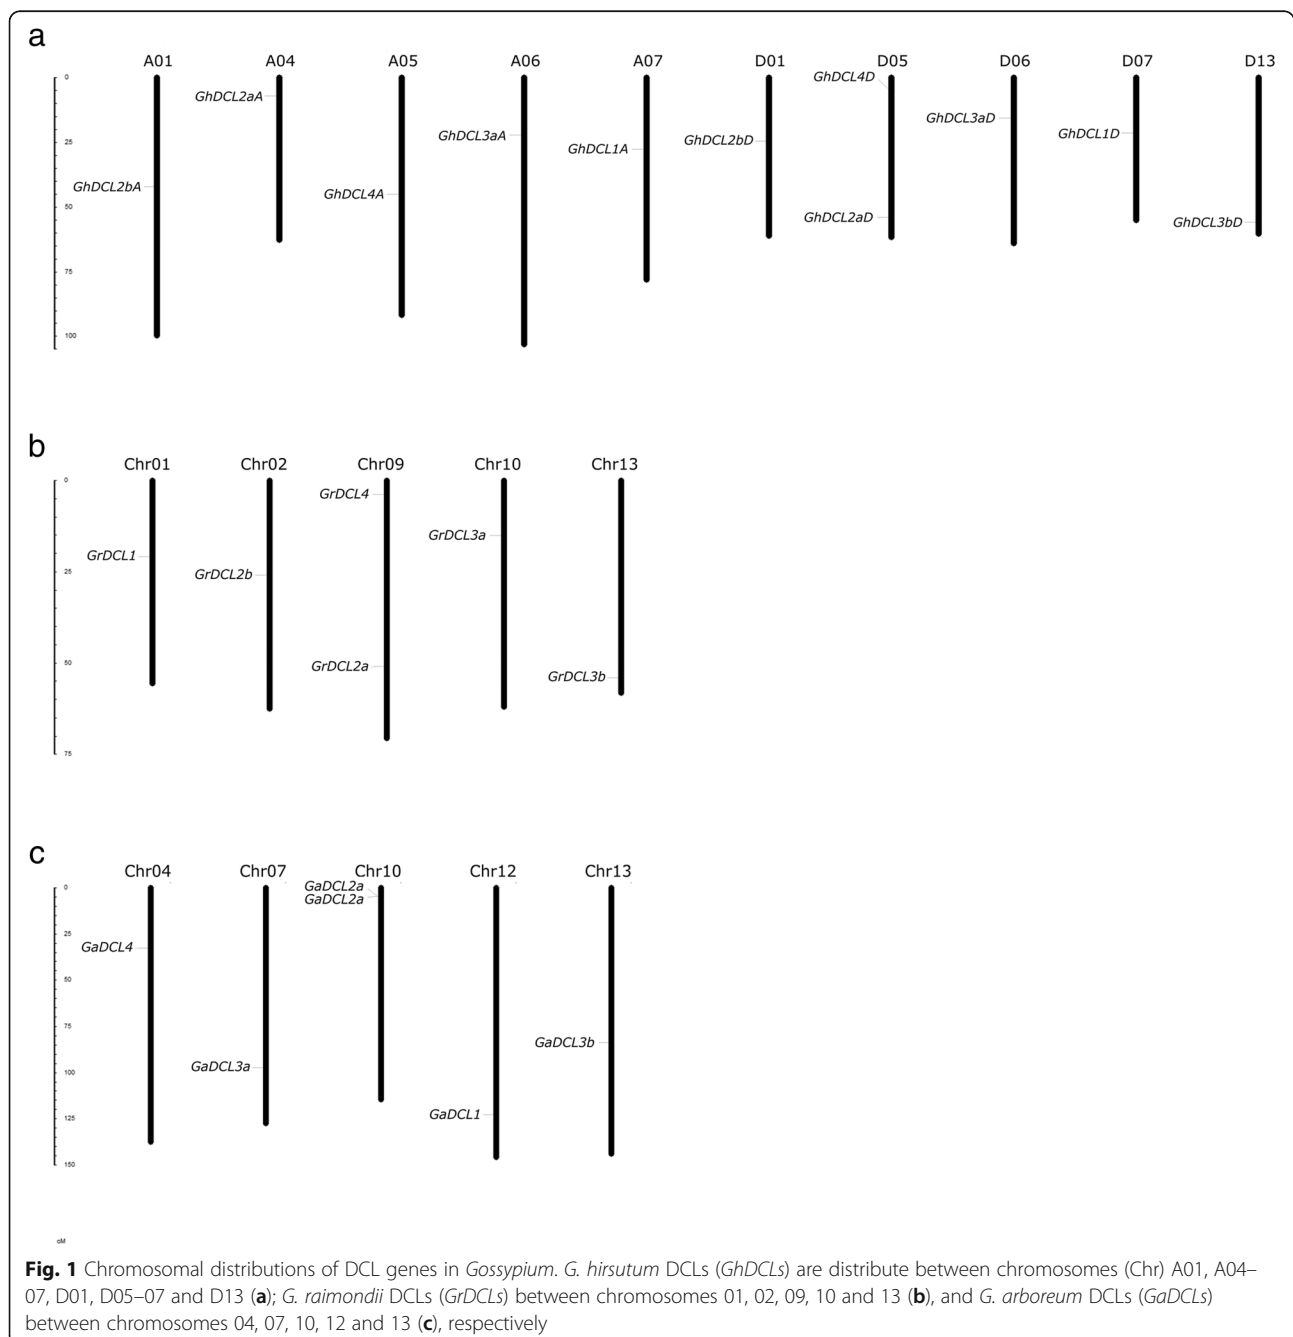 a
A01 A04 A05 A06 A07 D01 D05 D06 D07 D13
0
GhDCL4D
GhDCL2aA
GhDCL3aD
25
GhDCL3aA
GhDCL1D
GhDCL2bD
GhDCL1A
GhDCL2bA
GhDCL4A
50
GhDCL2aD
GhDCL3bD
75
100
b
Chr01 Chr02 Chr09 Chr10 Chr13
0
GrDCL4
GrDCL3a
GrDCL1
25
GrDCL2b
50
GrDCL2a
GrDCL3b
75
c
Chr04 Chr07 Chr10 Chr12 Chr13
0
GaDCL2a
GaDCL2a
25
GaDCL4
50
75
GaDCL3b
100
GaDCL3a
GaDCL1
125
150
cM
Fig. 1 Chromosomal distributions of DCL genes in Gossypium. G. hirsutum DCLs (GhDCLs) are distribute between chromosomes (Chr) A01, A04–
07, D01, D05–07 and D13 (a); G. raimondii DCLs (GrDCLs) between chromosomes 01, 02, 09, 10 and 13 (b), and G. arboreum DCLs (GaDCLs)
between chromosomes 04, 07, 10, 12 and 13 (c), respectively